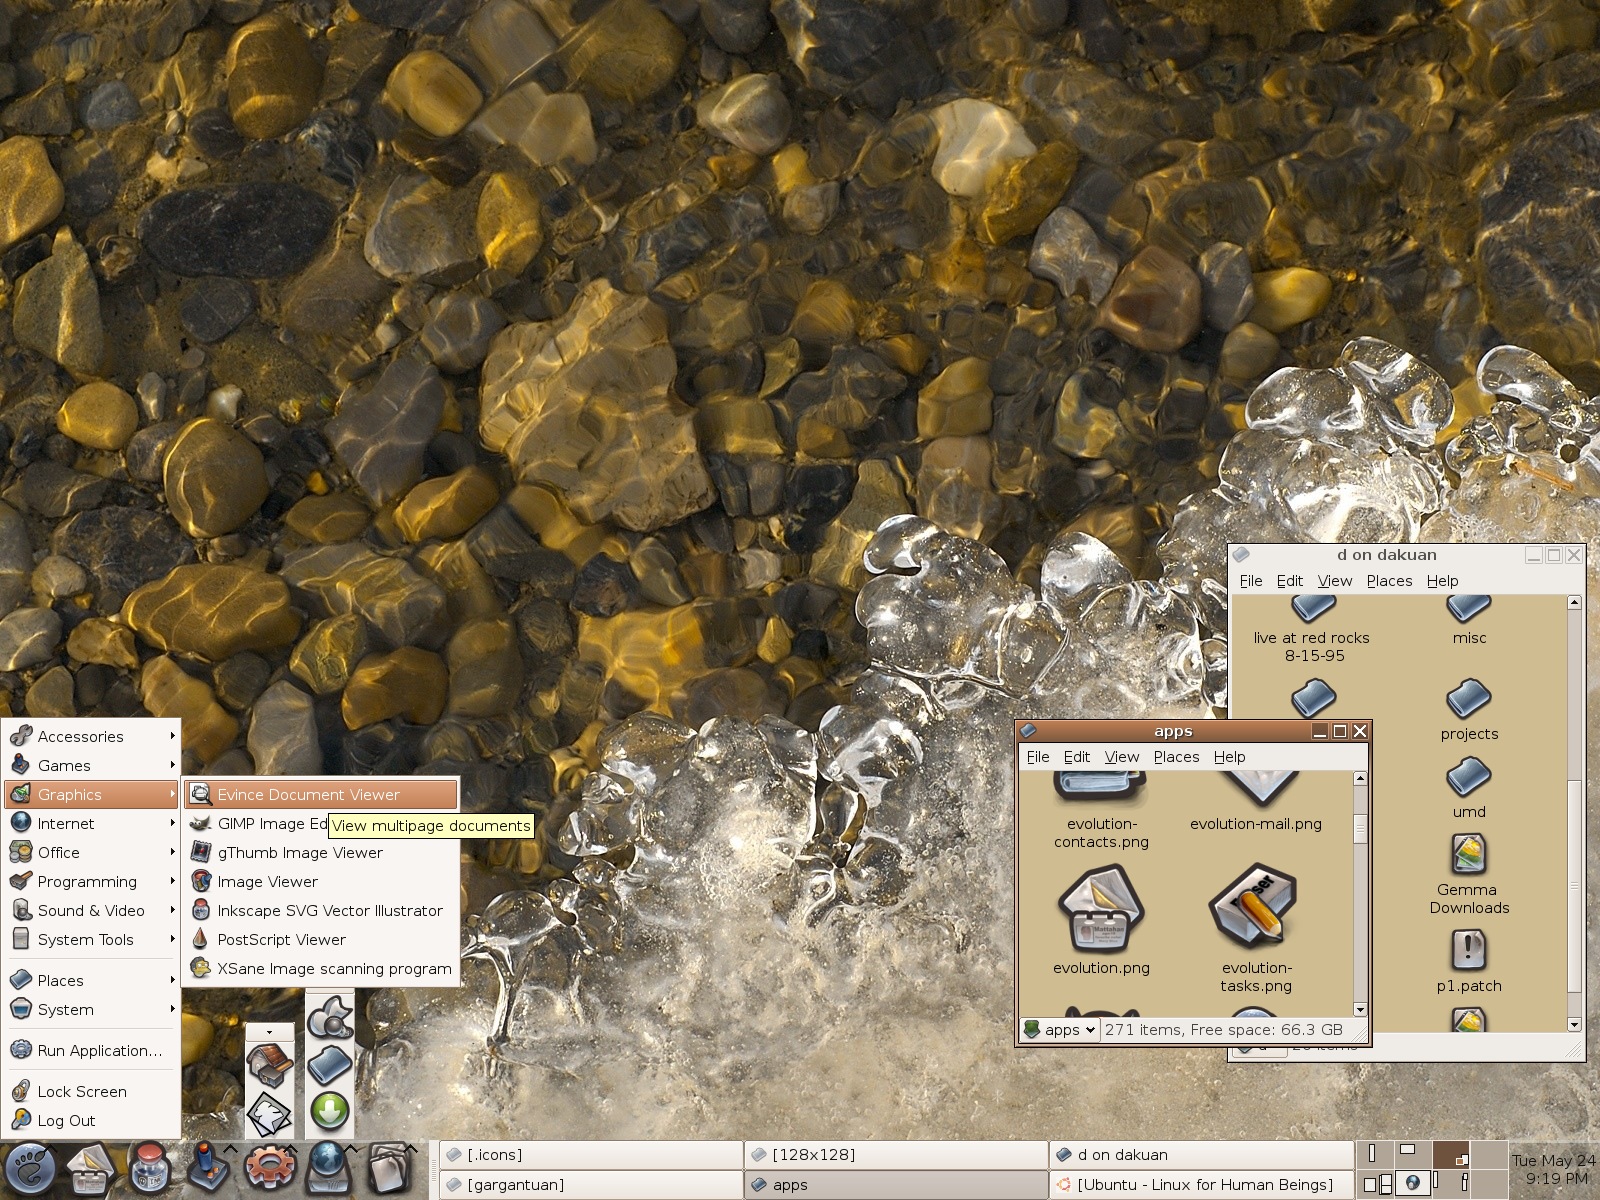 d on dakuan
File Edit View Places Help
live at red rocks
8-15-95
misc
projects
umd
Gemma
Downloads
p1.patch
apps
File Edit View Places Help
evolution-
contacts.png
evolution-mail.png
evolution.png
evolution-
tasks.png
apps
271 items, Free space: 66.3 GB
Accessories
Games
Graphics
Internet
Office
Programming
Sound & Video
System Tools
Places
System
Run Application...
Lock Screen
Log Out
Evince Document Viewer
GIMP Image Ed
View multipage documents
gThumb Image Viewer
Image Viewer
Inkscape SVG Vector Illustrator
PostScript Viewer
XSane Image scanning program
[.icons]
[128x128]
d on dakuan
[gargantuan]
apps
[Ubuntu - Linux for Human Beings]
Tue May 24
9:19 PM